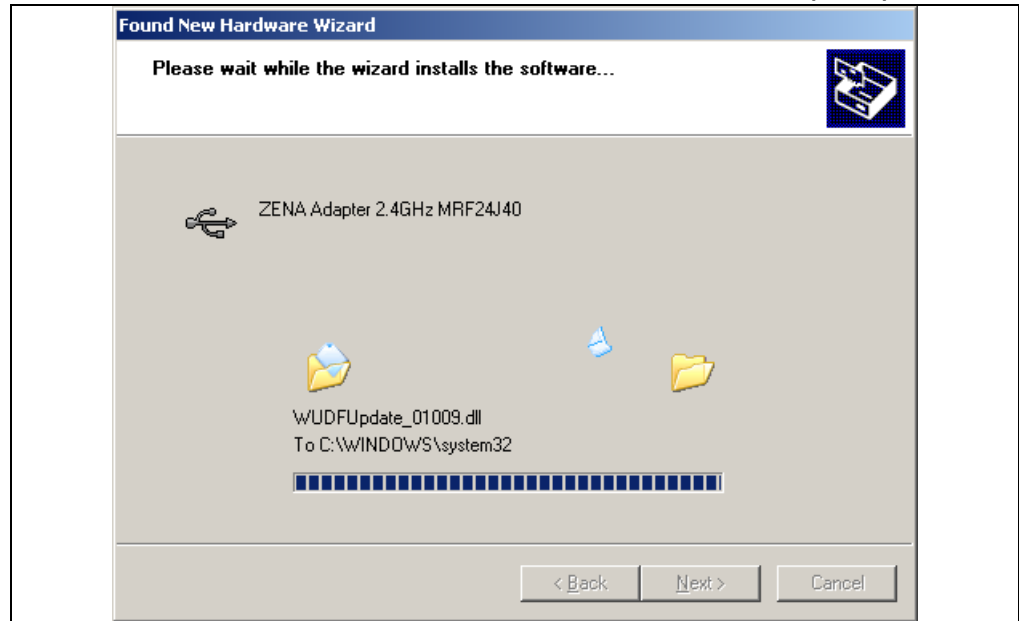 Found New Hardware Wizard
Please wait while the wizard installs the software...
ZENA Adapter 2.4GHz MRF24J40
WUDFUpdate_01009.dll
To C:\WINDOWS\system32
< Back Next > Cancel